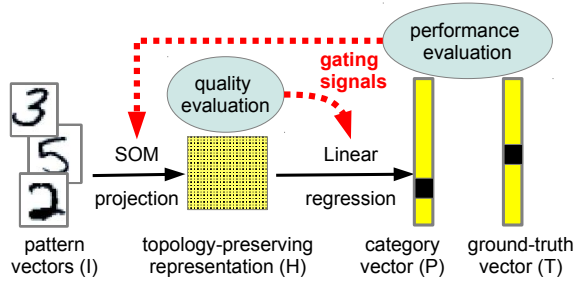 performance
evaluation
gating
signals
quality
evaluation
3
5
2
SOM
projection
Linear
regression
pattern
vectors (I)
topology-preserving
representation (H)
category
vector (P)
ground-truth
vector (T)